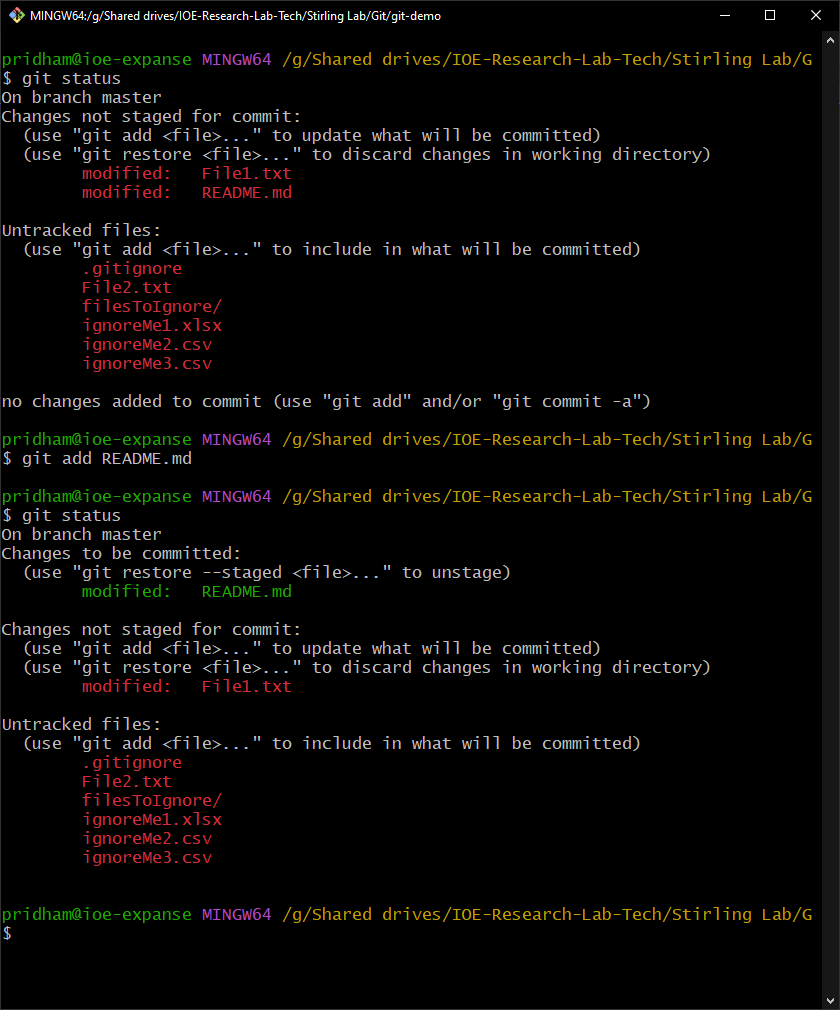 MINGW64:/g/Shared drives/IOE-Research-Lab-Tech/Stirling Lab/Git/git-demo
pridham@ioe-expanse MINGW64 /g/Shared drives/IOE-Research-Lab-Tech/Stirling Lab/G
$ git status
On branch master
Changes not staged for commit:
  (use "git add <file>..." to update what will be committed)
  (use "git restore <file>..." to discard changes in working directory)
        modified:   File1.txt
        modified:   README.md

Untracked files:
  (use "git add <file>..." to include in what will be committed)
        .gitignore
        File2.txt
        filesToIgnore/
        ignoreMe1.xlsx
        ignoreMe2.csv
        ignoreMe3.csv

no changes added to commit (use "git add" and/or "git commit -a")

pridham@ioe-expanse MINGW64 /g/Shared drives/IOE-Research-Lab-Tech/Stirling Lab/G
$ git add README.md

pridham@ioe-expanse MINGW64 /g/Shared drives/IOE-Research-Lab-Tech/Stirling Lab/G
$ git status
On branch master
Changes to be committed:
  (use "git restore --staged <file>..." to unstage)
        modified:   README.md

Changes not staged for commit:
  (use "git add <file>..." to update what will be committed)
  (use "git restore <file>..." to discard changes in working directory)
        modified:   File1.txt

Untracked files:
  (use "git add <file>..." to include in what will be committed)
        .gitignore
        File2.txt
        filesToIgnore/
        ignoreMe1.xlsx
        ignoreMe2.csv
        ignoreMe3.csv

pridham@ioe-expanse MINGW64 /g/Shared drives/IOE-Research-Lab-Tech/Stirling Lab/G
$